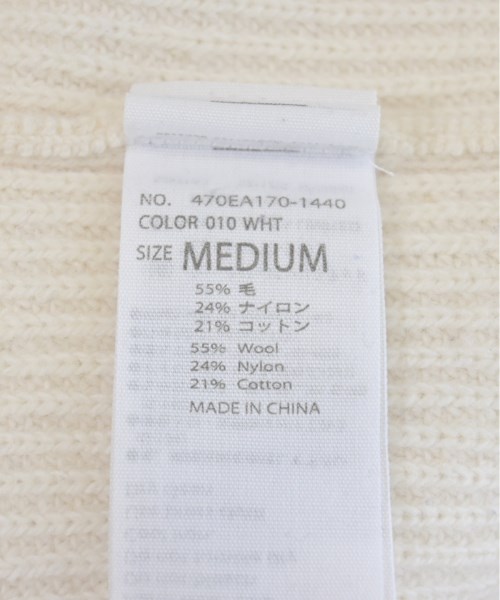 NO. 470EA170-1440
COLOR 010 WHT
SIZE MEDIUM
55% 毛
24% ナイロン
21% コットン
55% Wool
24% Nylon
21% Cotton
MADE IN CHINA